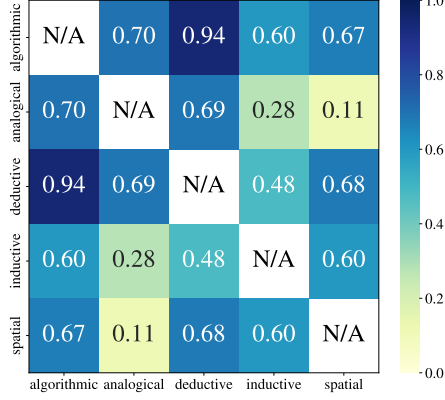 algorithmic N/A 0.70 0.94 0.60 0.67
analogical 0.70 N/A 0.69 0.28 0.11
deductive 0.94 0.69 N/A 0.48 0.68
inductive 0.60 0.28 0.48 N/A 0.60
spatial 0.67 0.11 0.68 0.60 N/A
algorithmic analogical deductive inductive spatial
1.0
0.8
0.6
0.4
0.2
0.0